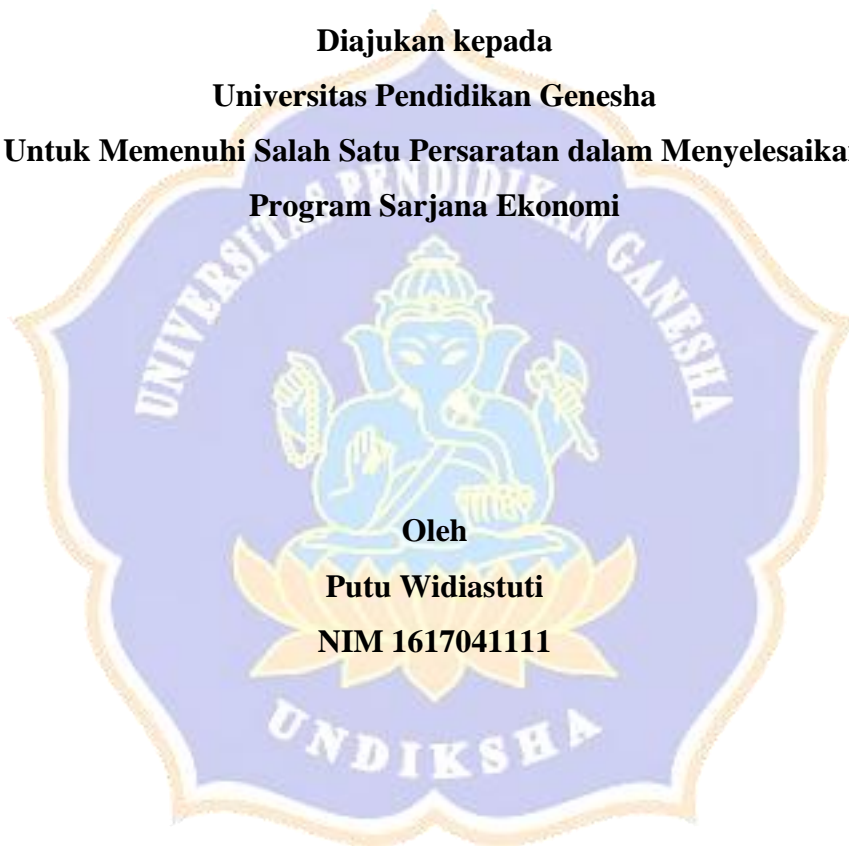 Diajukan kepada
Universitas Pendidikan Genesha
Untuk Memenuhi Salah Satu Persaratan dalam Menyelesaikan
Program Sarjana Ekonomi
UNIVERSITAS PENDIDIKAN GANESHA
Oleh
Putu Widiastuti
NIM 1617041111
UNDIKSHA